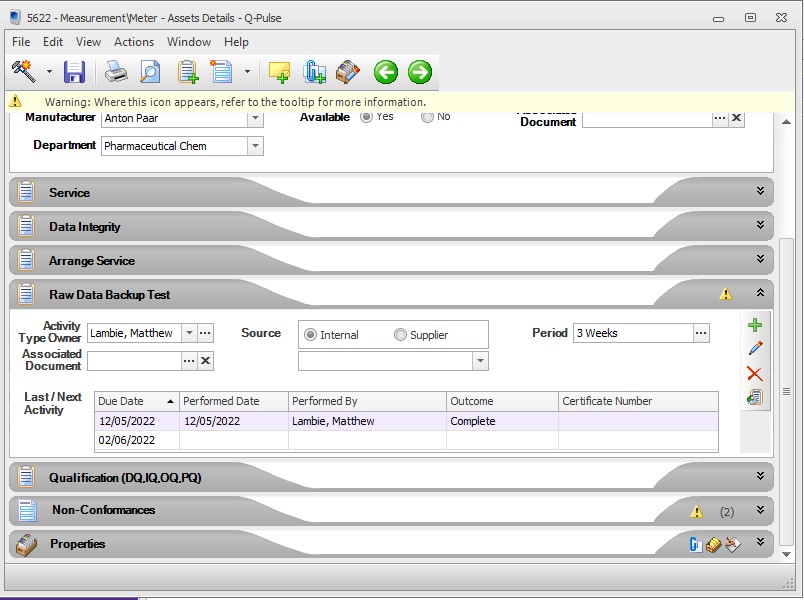 5622 - Measurement\Meter - Assets Details - Q-Pulse
File Edit View Actions Window Help
Warning: Where this icon appears, refer to the tooltip for more information.
Manufacturer Anton Paar Available Yes No Associated
Document
Department Pharmaceutical Chem
Service
Data Integrity
Arrange Service
Raw Data Backup Test
Activity
Type Owner Lambie, Matthew Source Internal Supplier Period 3 Weeks
Associated
Document
Last / Next
Activity
Due Date Performed Date Performed By Outcome Certificate Number
12/05/2022 12/05/2022 Lambie, Matthew Complete
02/06/2022
Qualification (DQ,IQ,OQ,PQ)
Non-Conformances (2)
Properties